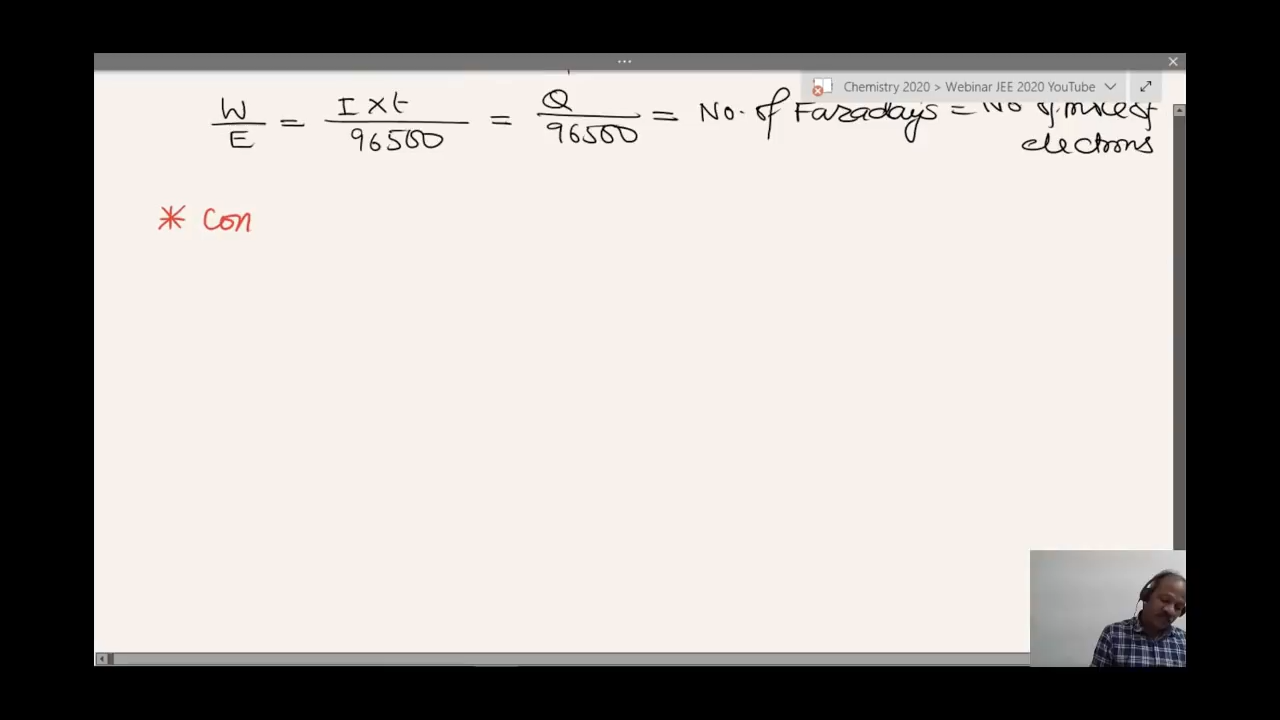 Chemistry 2020 > Webinar JEE 2020 YouTube
W/E = I×t/96500 = Q/96500 = No. of Faradays = No of moles of
electrons
* Con